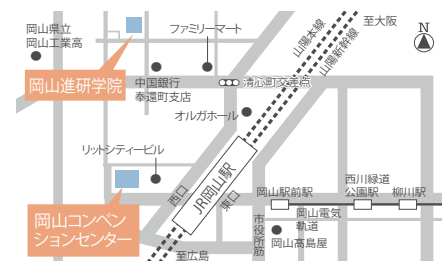 岡山県立
岡山工業高
ファミリーマート
山陽本線
至大阪
山陽新幹線
N
岡山進研学院
中国銀行
奉還町支店
清心町交差点
オルガホール
リットシティービル
西口
JR岡山駅
東口
岡山コンベン
ションセンター
至広島
市役所筋
岡山駅前駅
西川緑道
公園駅
柳川駅
岡山電気
軌道
岡山髙島屋